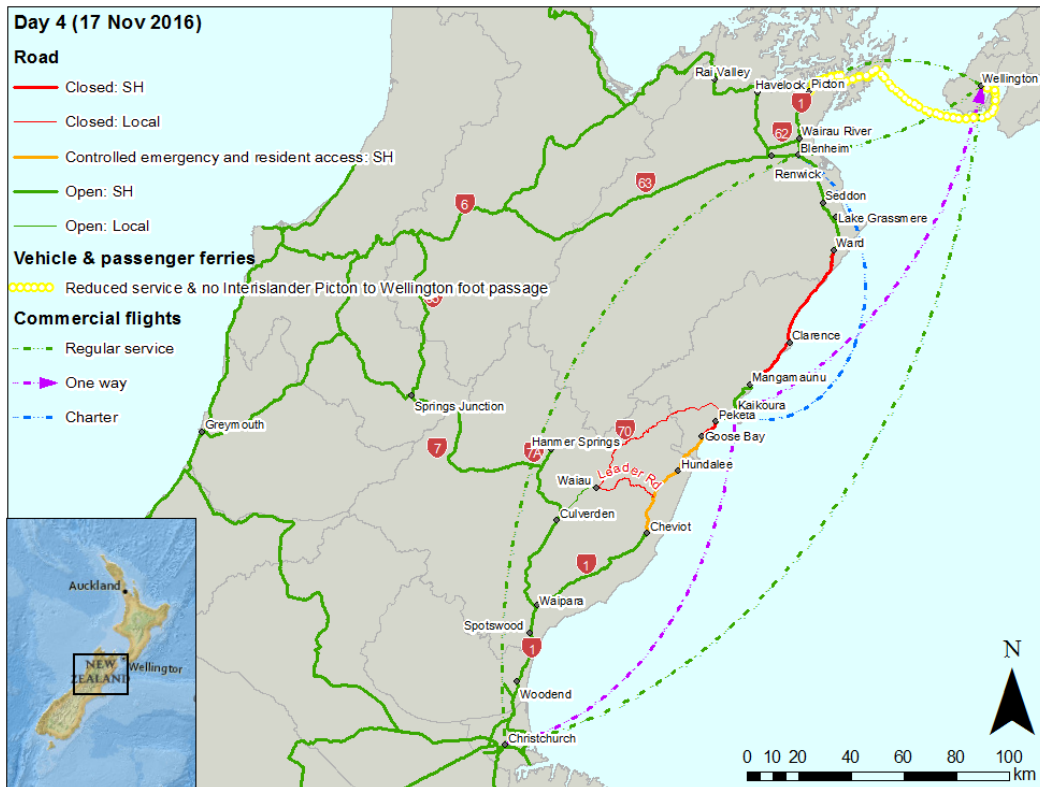 Day 4 (17 Nov 2016)
Road
Closed: SH
Closed: Local
Controlled emergency and resident access: SH
Open: SH
Open: Local
Vehicle & passenger ferries
Reduced service & no Interislander Picton to Wellington foot passage
Commercial flights
Regular service
One way
Charter
Rai Valley
Havelock
Picton
Wellington
1
62
Wairau River
Blenheim
Renwick
63
6
Seddon
Lake Grassmere
Ward
Clarence
Mangamaunu
Kaikoura
Peketa
Goose Bay
Springs Junction
Greymouth
70
Hanmer Springs
7
7A
Hundalee
Waiau
Leader Rd
Culverden
Cheviot
1
Waipara
Spotswood
1
Woodend
Christchurch
Auckland
NEW
ZEALAND
Wellington
N
0 10 20 40 60 80 100
km